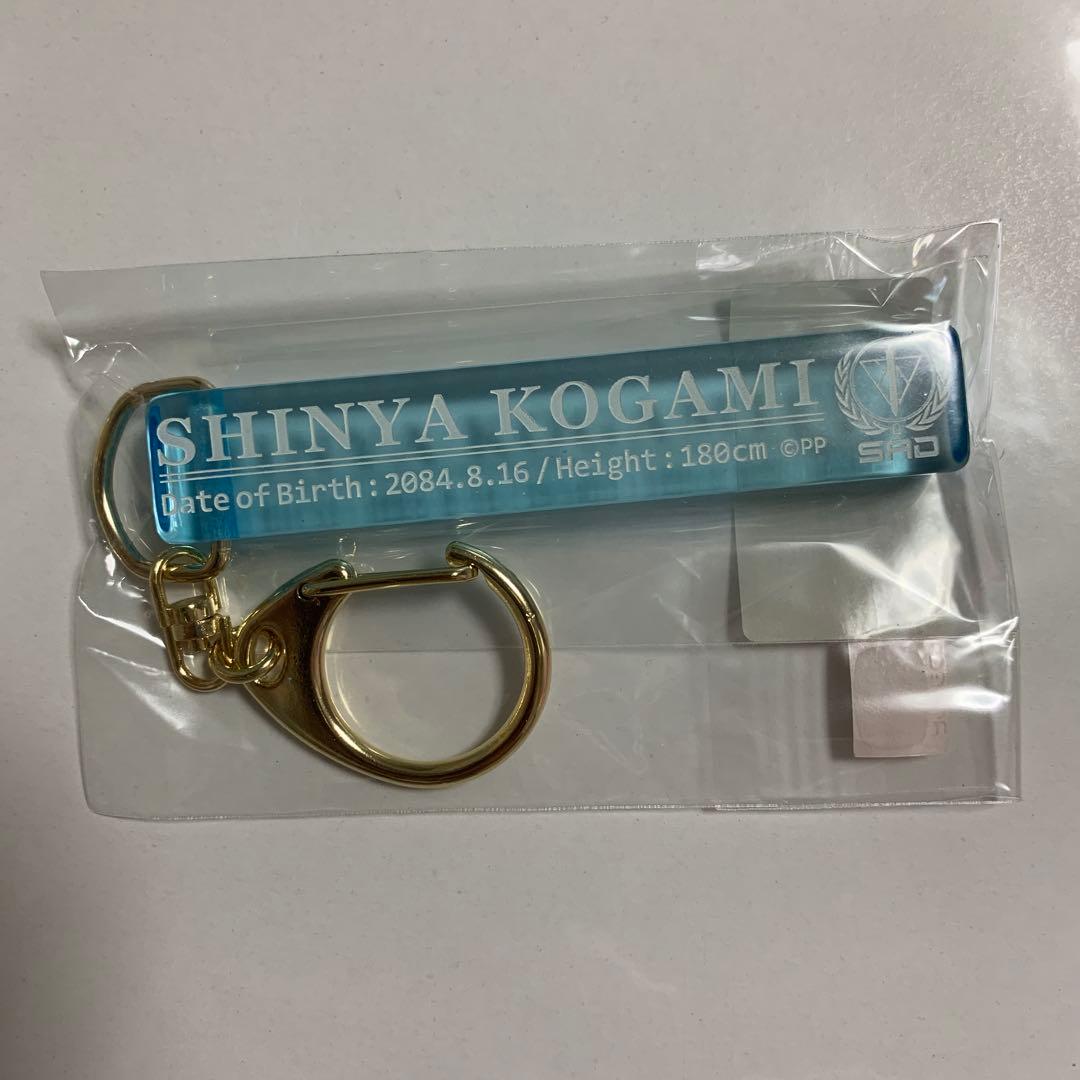 SHINYA KOGAMI
Date of Birth : 2084.8.16 / Height : 180cm ©PP
SAD